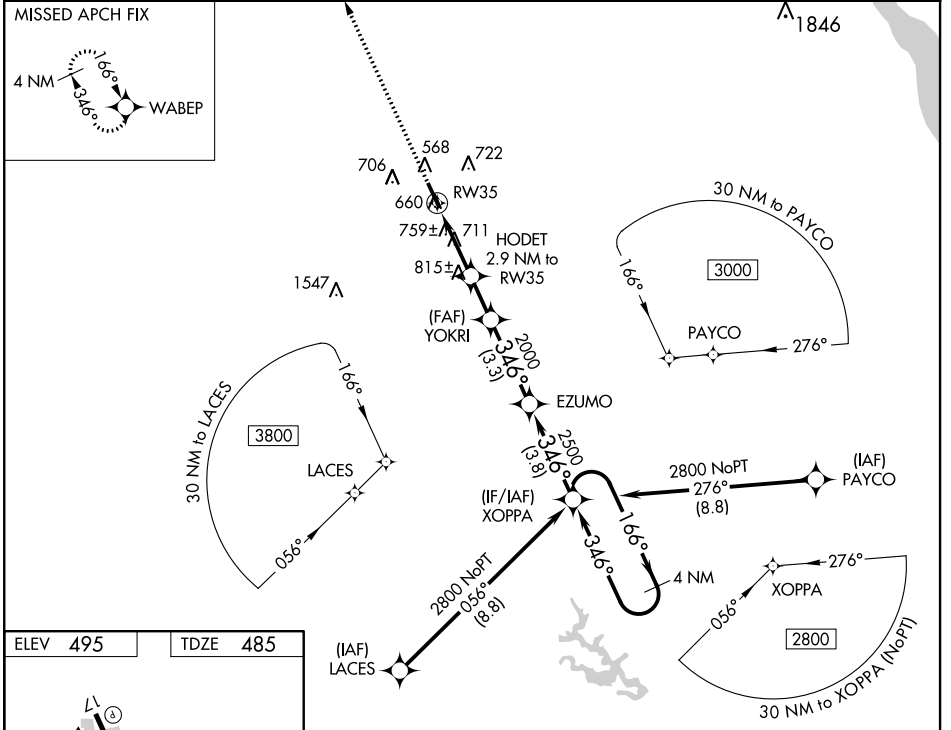 MISSED APCH FIX
4 NM
166°
346°
WABEP
1846
706
568
722
660
RW35
759±
711
815±
HODET
2.9 NM to
RW35
1547
(FAF)
YOKRI
2000
346°
(3.3)
EZUMO
2500
346°
(3.8)
(IF/IAF)
XOPPA
2800 NoPT
276°
(8.8)
(IAF)
PAYCO
166°
346°
4 NM
2800 NoPT
056°
(8.8)
(IAF)
LACES
30 NM to PAYCO
3000
166°
PAYCO
276°
30 NM to LACES
3800
166°
LACES
056°
XOPPA
276°
056°
2800
30 NM to XOPPA (NoPT)
ELEV 495
TDZE 485
17
P